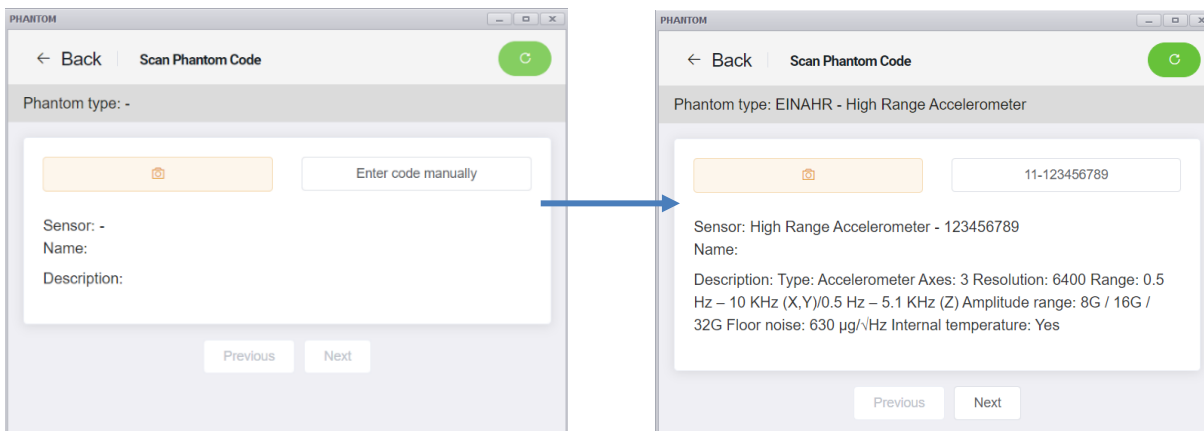 PHANTOM
← Back
Scan Phantom Code
Phantom type: -
Enter code manually
Sensor: -
Name:
Description:
Previous
Next
PHANTOM
← Back
Scan Phantom Code
Phantom type: EINAHR - High Range Accelerometer
11-123456789
Sensor: High Range Accelerometer - 123456789
Name:
Description: Type: Accelerometer Axes: 3 Resolution: 6400 Range: 0.5
Hz – 10 KHz (X,Y)/0.5 Hz – 5.1 KHz (Z) Amplitude range: 8G / 16G /
32G Floor noise: 630 μg/√Hz Internal temperature: Yes
Previous
Next